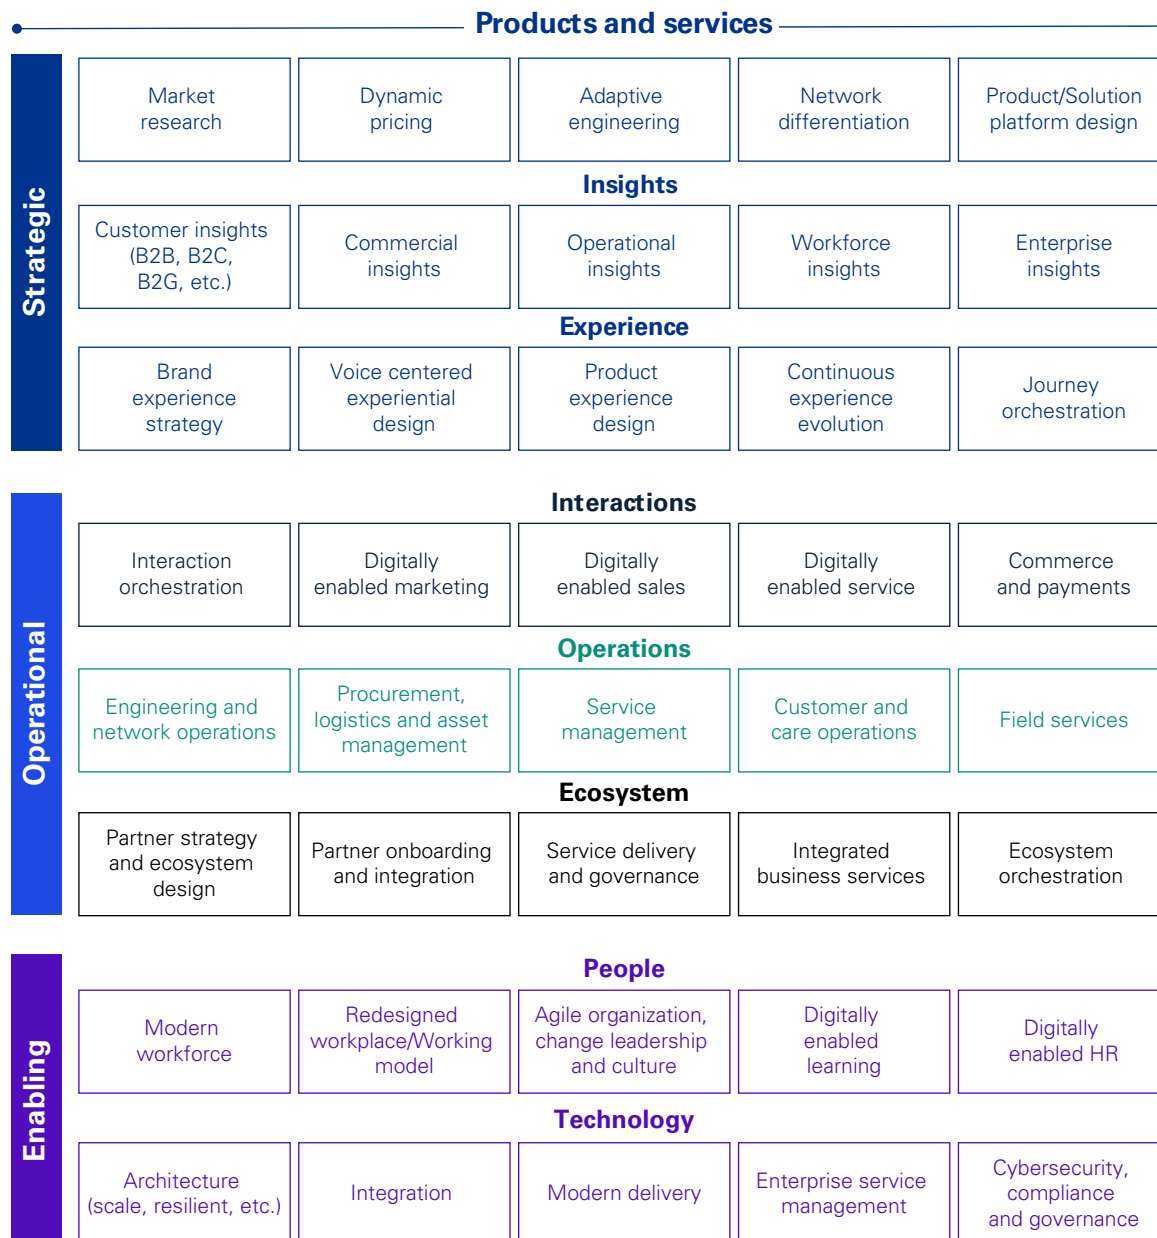 Products and services
Strategic
Market
research
Dynamic
pricing
Adaptive
engineering
Network
differentiation
Product/Solution
platform design
Insights
Customer insights
(B2B, B2C,
B2G, etc.)
Commercial
insights
Operational
insights
Workforce
insights
Enterprise
insights
Experience
Brand
experience
strategy
Voice centered
experiential
design
Product
experience
design
Continuous
experience
evolution
Journey
orchestration
Operational
Interactions
Interaction
orchestration
Digitally
enabled marketing
Digitally
enabled sales
Digitally
enabled service
Commerce
and payments
Operations
Engineering and
network operations
Procurement,
logistics and asset
management
Service
management
Customer and
care operations
Field services
Ecosystem
Partner strategy
and ecosystem
design
Partner onboarding
and integration
Service delivery
and governance
Integrated
business services
Ecosystem
orchestration
Enabling
People
Modern
workforce
Redesigned
workplace/Working
model
Agile organization,
change leadership
and culture
Digitally
enabled
learning
Digitally
enabled HR
Technology
Architecture
(scale, resilient, etc.)
Integration
Modern delivery
Enterprise service
management
Cybersecurity,
compliance
and governance